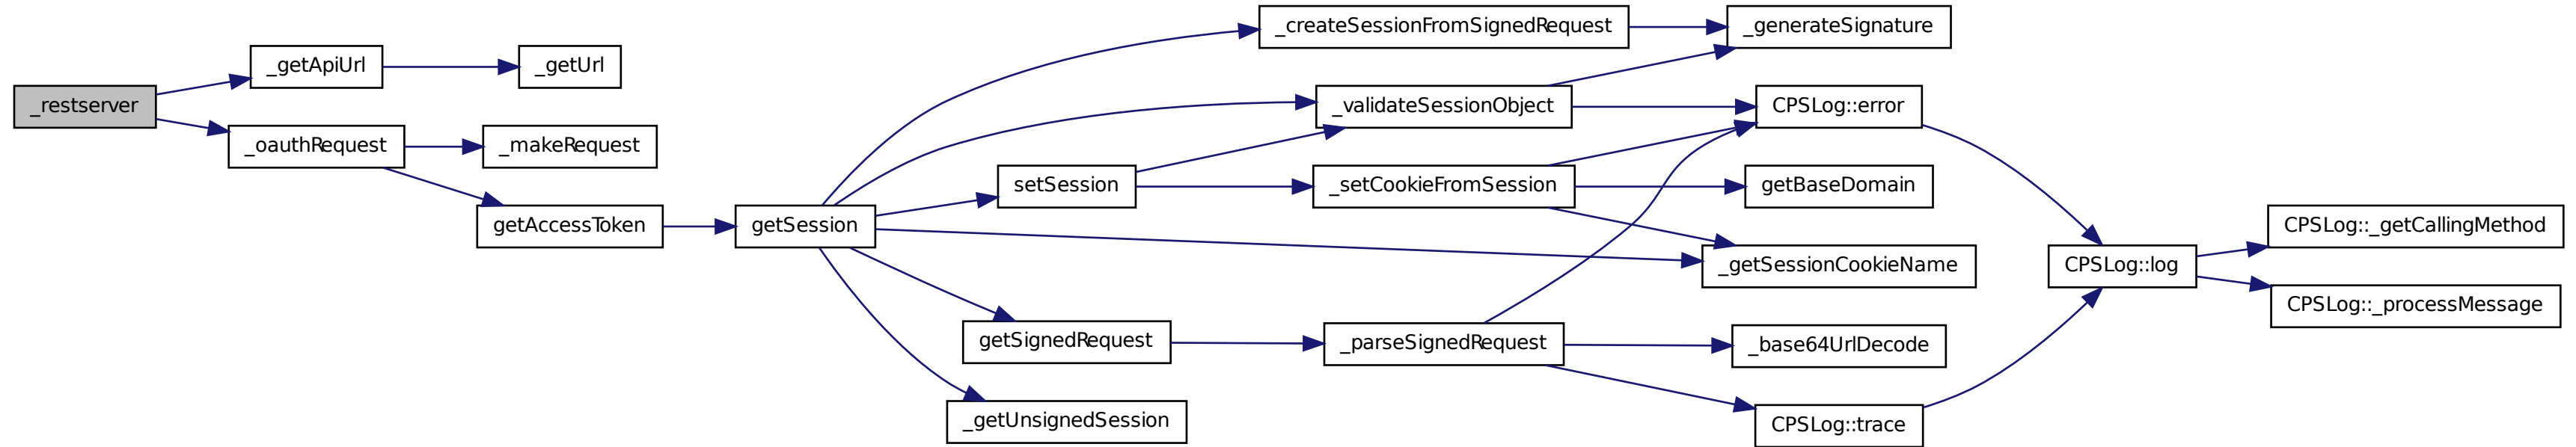 _restserver
_getApiUrl
_getUrl
_oauthRequest
_makeRequest
getAccessToken
getSession
_createSessionFromSignedRequest
_generateSignature
_validateSessionObject
CPSLog::error
setSession
_setCookieFromSession
getBaseDomain
_getSessionCookieName
getSignedRequest
_parseSignedRequest
_base64UrlDecode
_getUnsignedSession
CPSLog::trace
CPSLog::log
CPSLog::_getCallingMethod
CPSLog::_processMessage